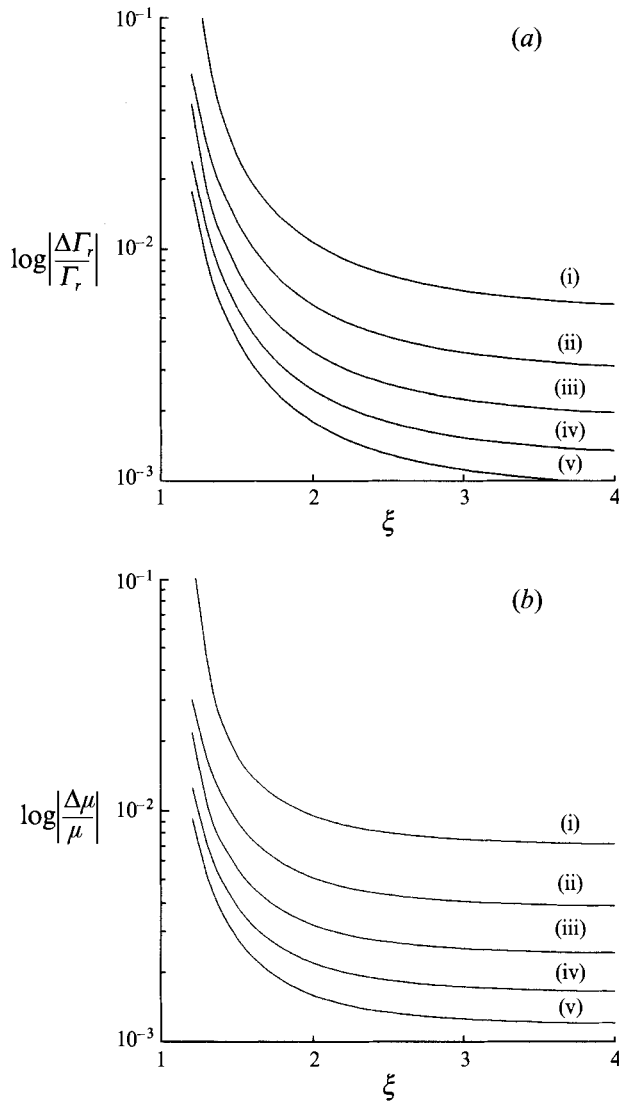 10⁻¹
(a)
10⁻²
log|ΔΓᵣ/Γᵣ|
(i)
(ii)
(iii)
(iv)
(v)
10⁻³
1 2 3 4
ξ
10⁻¹
(b)
10⁻²
log|Δμ/μ|
(i)
(ii)
(iii)
(iv)
(v)
10⁻³
1 2 3 4
ξ